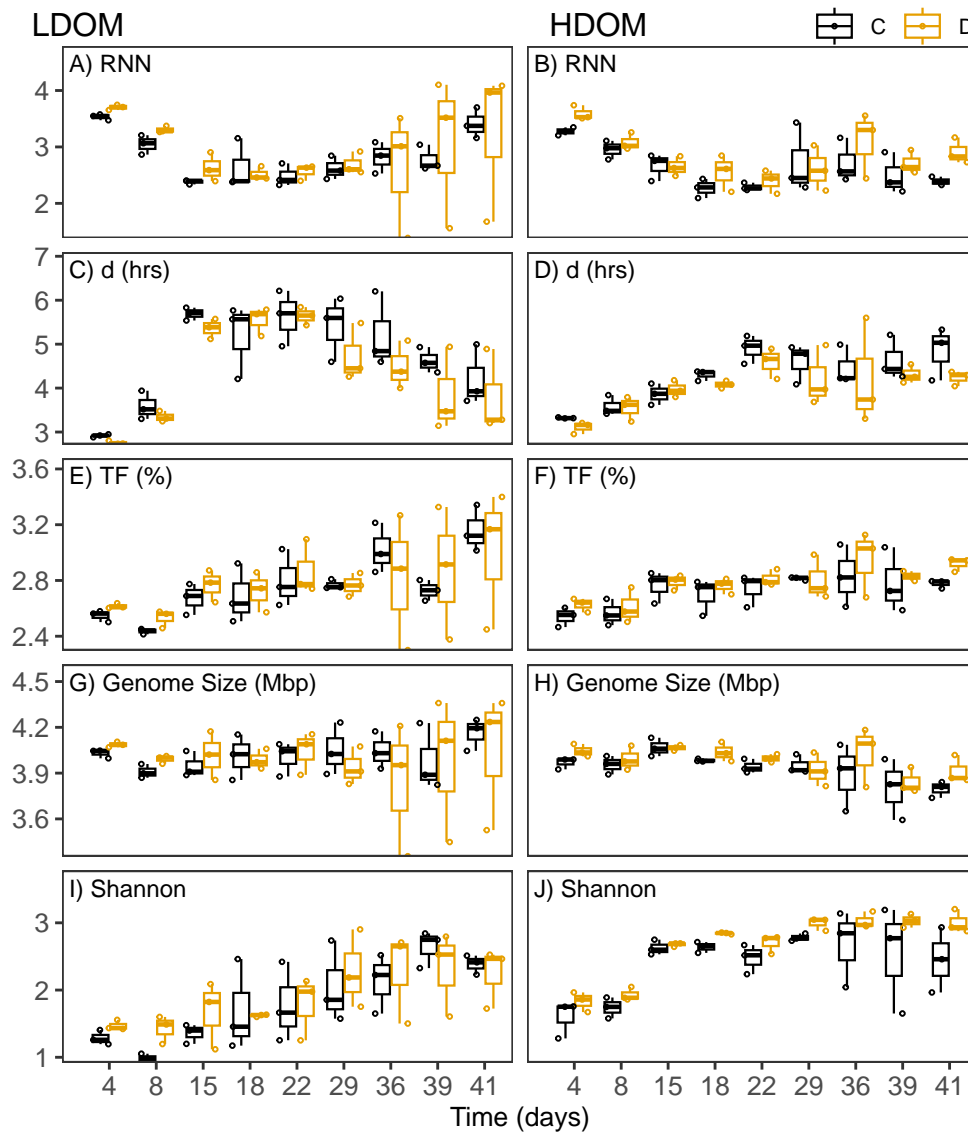 LDOM
HDOM
C
D
A) RNN
B) RNN
4
3
2
C) d (hrs)
D) d (hrs)
7
6
5
4
3
E) TF (%)
F) TF (%)
3.6
3.2
2.8
2.4
G) Genome Size (Mbp)
H) Genome Size (Mbp)
4.5
4.2
3.9
3.6
I) Shannon
J) Shannon
3
2
1
4 8 15 18 22 29 36 39 41 4 8 15 18 22 29 36 39 41
Time (days)